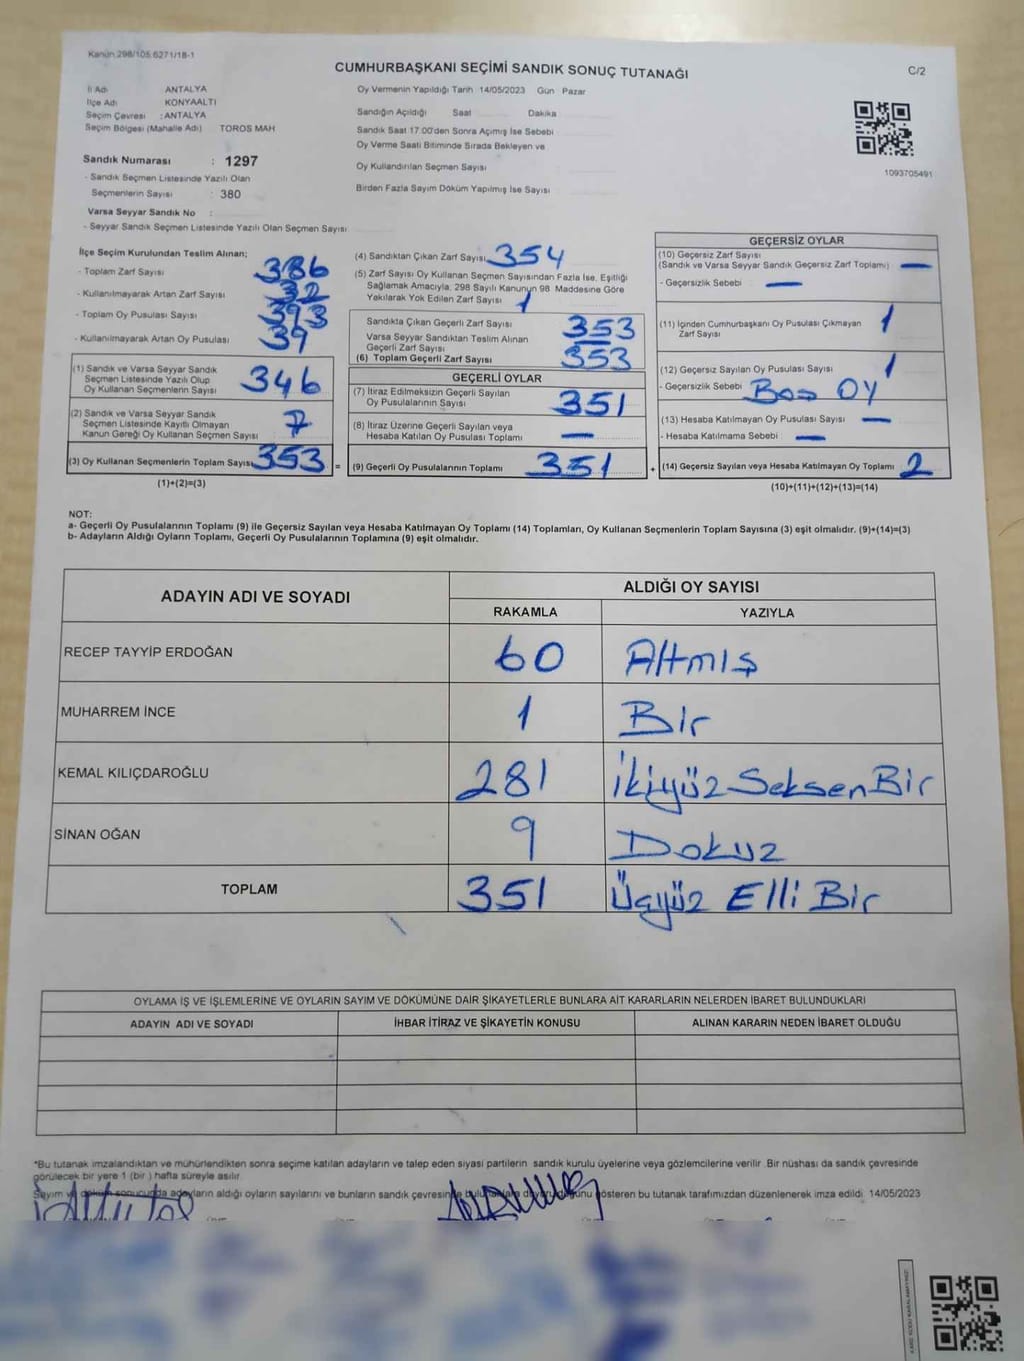 Kanun 298/105,6271/18-1
CUMHURBAŞKANI SEÇİMİ SANDIK SONUÇ TUTANAĞI
C/2
İl Adı ANTALYA
İlçe Adı KONYAALTI
Seçim Çevresi : ANTALYA
Seçim Bölgesi (Mahalle Adı) TOROS MAH
Sandık Numarası : 1297
- Sandık Seçmen Listesinde Yazılı Olan
Seçmenlerin Sayısı : 380
Varsa Seyyar Sandık No :
- Seyyar Sandık Seçmen Listesinde Yazılı Olan Seçmen Sayısı
Oy Vermenin Yapıldığı Tarih 14/05/2023 Gün Pazar
Sandığın Açıldığı Saat Dakika
Sandık Saat 17.00'den Sonra Açımış İse Sebebi
Oy Verme Saati Bitiminde Sırada Bekleyen ve
Oy Kullandırılan Seçmen Sayısı
Birden Fazla Sayım Döküm Yapılmış İse Sayısı
1093705491
İlçe Seçim Kurulundan Teslim Alınan;
- Toplam Zarf Sayısı 386
- Kullanılmayarak Artan Zarf Sayısı 32
- Toplam Oy Pusulası Sayısı 393
- Kullanılmayarak Artan Oy Pusulası 39
(1) Sandık ve Varsa Seyyar Sandık
Seçmen Listesinde Yazılı Olup
Oy Kullanan Seçmenlerin Sayısı 346
(2) Sandık ve Varsa Seyyar Sandık
Seçmen Listesinde Kayıtlı Olmayan
Kanun Gereği Oy Kullanan Seçmen Sayısı 7
(3) Oy Kullanan Seçmenlerin Toplam Sayısı 353 =
(1)+(2)=(3)
(4) Sandıktan Çıkan Zarf Sayısı 354
(5) Zarf Sayısı Oy Kullanan Seçmen Sayısından Fazla İse, Eşitliği
Sağlamak Amacıyla, 298 Sayılı Kanunun 98 Maddesine Göre
Yakılarak Yok Edilen Zarf Sayısı 1
Sandıkta Çıkan Geçerli Zarf Sayısı 353
Varsa Seyyar Sandıktan Teslim Alınan
Geçerli Zarf Sayısı
(6) Toplam Geçerli Zarf Sayısı 353
GEÇERLİ OYLAR
(7) İtiraz Edilmeksizin Geçerli Sayılan
Oy Pusulalarının Sayısı 351
(8) İtiraz Üzerine Geçerli Sayılan veya
Hesaba Katılan Oy Pusulası Toplamı —
(9) Geçerli Oy Pusulalarının Toplamı 351 +
GEÇERSİZ OYLAR
(10) Geçersiz Zarf Sayısı
(Sandık ve Varsa Seyyar Sandık Geçersiz Zarf Toplamı) —
- Geçersizlik Sebebi —
(11) İçinden Cumhurbaşkanı Oy Pusulası Çıkmayan
Zarf Sayısı 1
(12) Geçersiz Sayılan Oy Pusulası Sayısı 1
- Geçersizlik Sebebi Boş OY
(13) Hesaba Katılmayan Oy Pusulası Sayısı —
- Hesaba Katılmama Sebebi —
(14) Geçersiz Sayılan veya Hesaba Katılmayan Oy Toplamı 2
(10)+(11)+(12)+(13)=(14)
NOT:
a- Geçerli Oy Pusulalarının Toplamı (9) ile Geçersiz Sayılan veya Hesaba Katılmayan Oy Toplamı (14) Toplamları, Oy Kullanan Seçmenlerin Toplam Sayısına (3) eşit olmalıdır. (9)+(14)=(3)
b- Adayların Aldığı Oyların Toplamı, Geçerli Oy Pusulalarının Toplamına (9) eşit olmalıdır.
ADAYIN ADI VE SOYADI ALDIĞI OY SAYISI
RAKAMLA YAZIYLA
RECEP TAYYİP ERDOĞAN 60 Altmış
MUHARREM İNCE 1 Bir
KEMAL KILIÇDAROĞLU 281 İkiyüz Seksen Bir
SİNAN OĞAN 9 Dokuz
TOPLAM 351 Üçyüz Elli Bir
OYLAMA İŞ VE İŞLEMLERİNE VE OYLARIN SAYIM VE DÖKÜMÜNE DAİR ŞİKAYETLERLE BUNLARA AİT KARARLARIN NELERDEN İBARET BULUNDUKLARI
ADAYIN ADI VE SOYADI İHBAR İTİRAZ VE ŞİKAYETİN KONUSU ALINAN KARARIN NEDEN İBARET OLDUĞU
*Bu tutanak imzalandıktan ve mühürlendikten sonra seçime katılan adayların ve talep eden siyasi partilerin sandık kurulu üyelerine veya gözlemcilerine verilir. Bir nüshası da sandık çevresinde
görülecek bir yere 1 (bir) hafta süreyle asılır.
Sayım ve döküm sonucunda adayların aldığı oyların sayılarını ve bunların sandık çevresinde bulunanlara duyurduğunu gösteren bu tutanak tarafımızdan düzenlenerek imza edildi. 14/05/2023